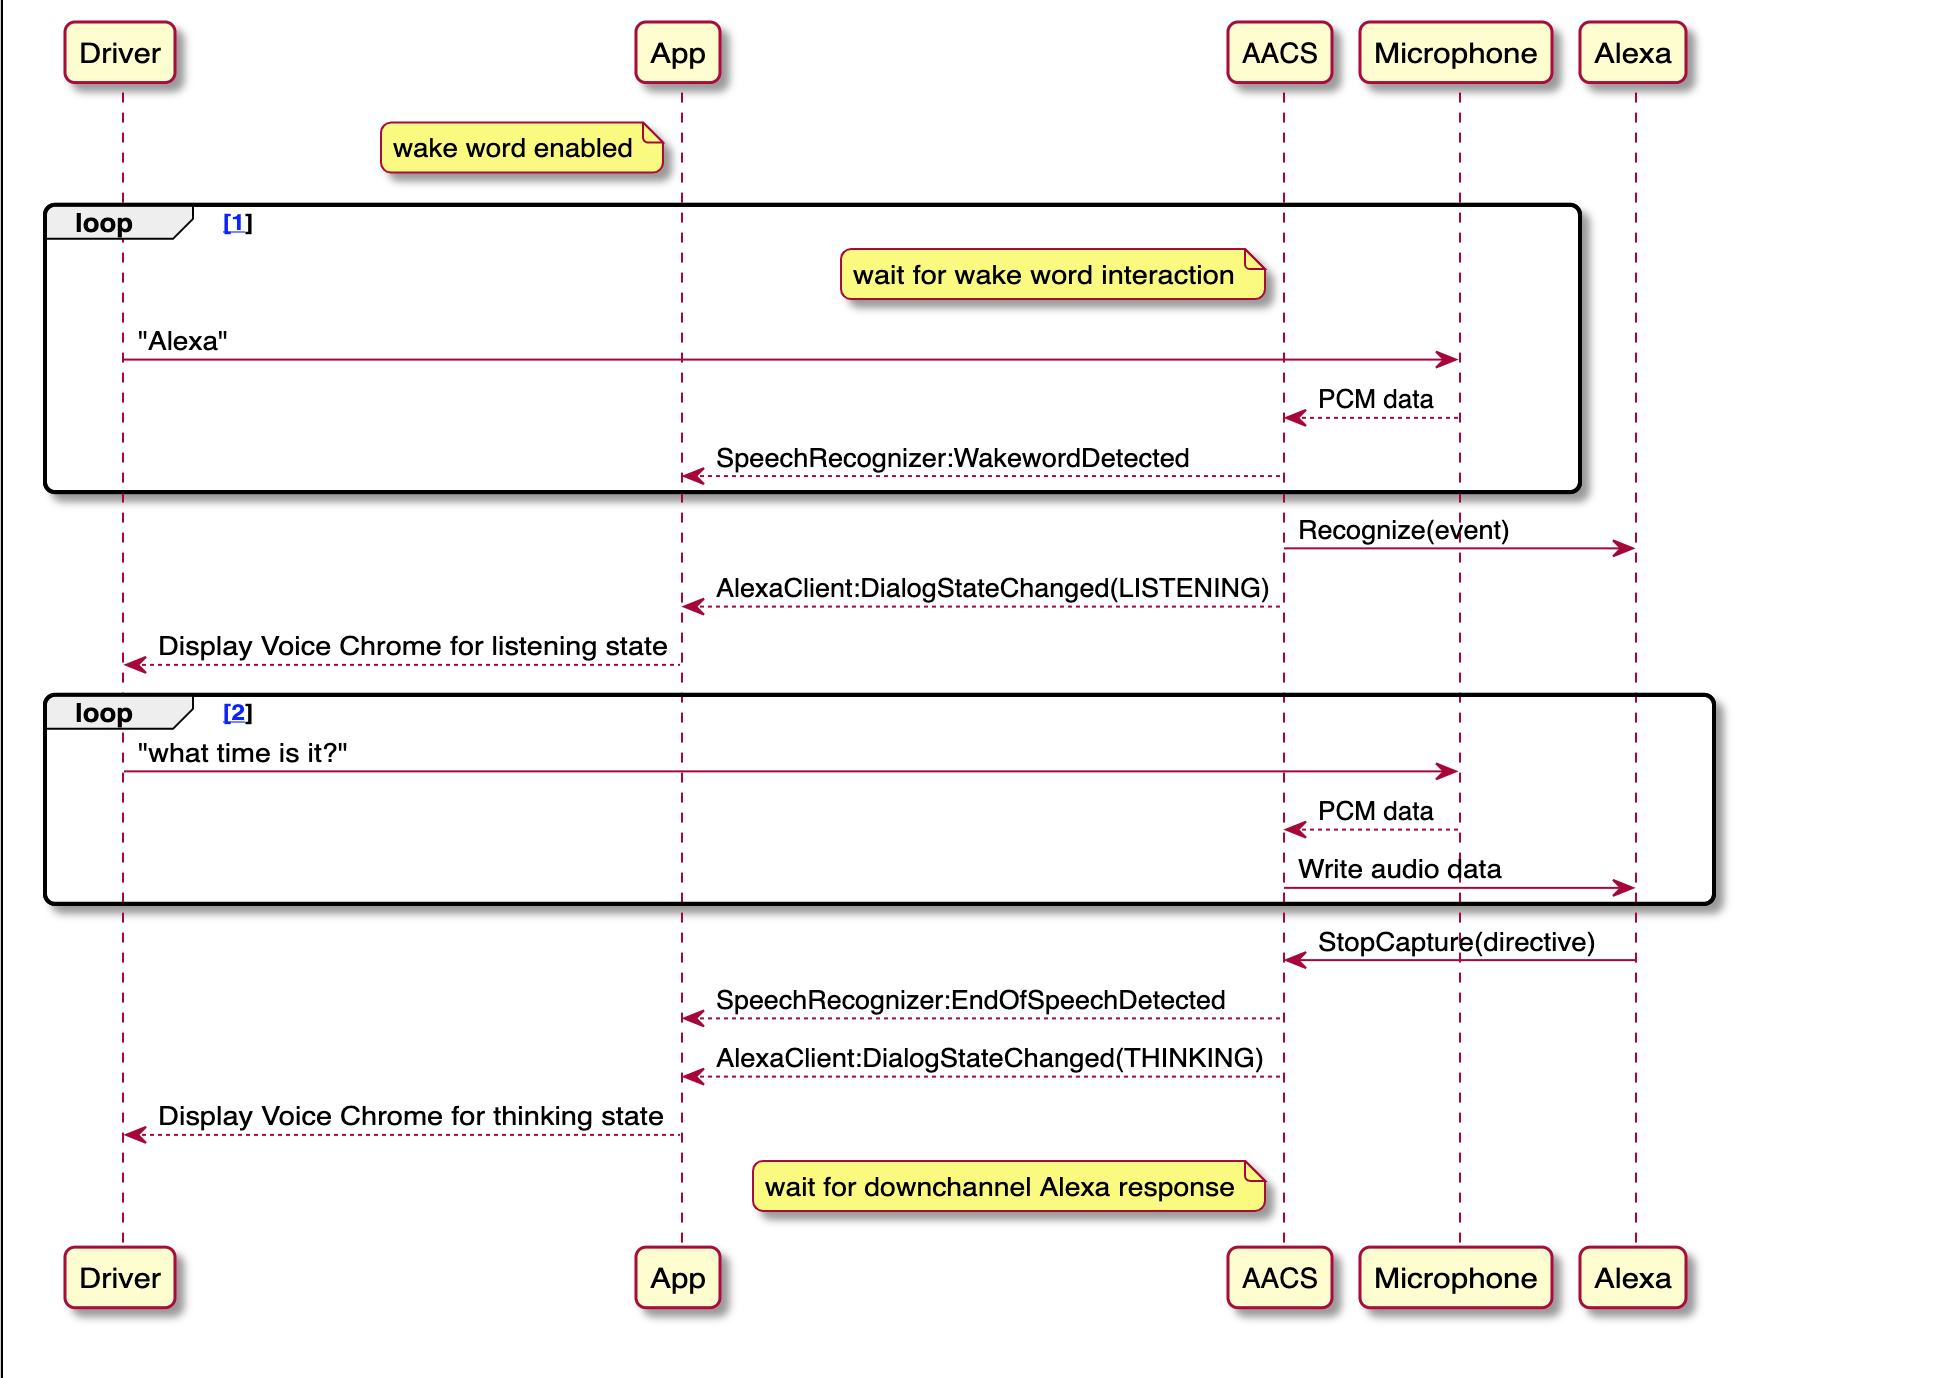 Driver
App
AACS
Microphone
Alexa
wake word enabled
loop [1]
wait for wake word interaction
"Alexa"
PCM data
SpeechRecognizer:WakewordDetected
Recognize(event)
AlexaClient:DialogStateChanged(LISTENING)
Display Voice Chrome for listening state
loop [2]
"what time is it?"
PCM data
Write audio data
StopCapture(directive)
SpeechRecognizer:EndOfSpeechDetected
AlexaClient:DialogStateChanged(THINKING)
Display Voice Chrome for thinking state
wait for downchannel Alexa response
Driver
App
AACS
Microphone
Alexa